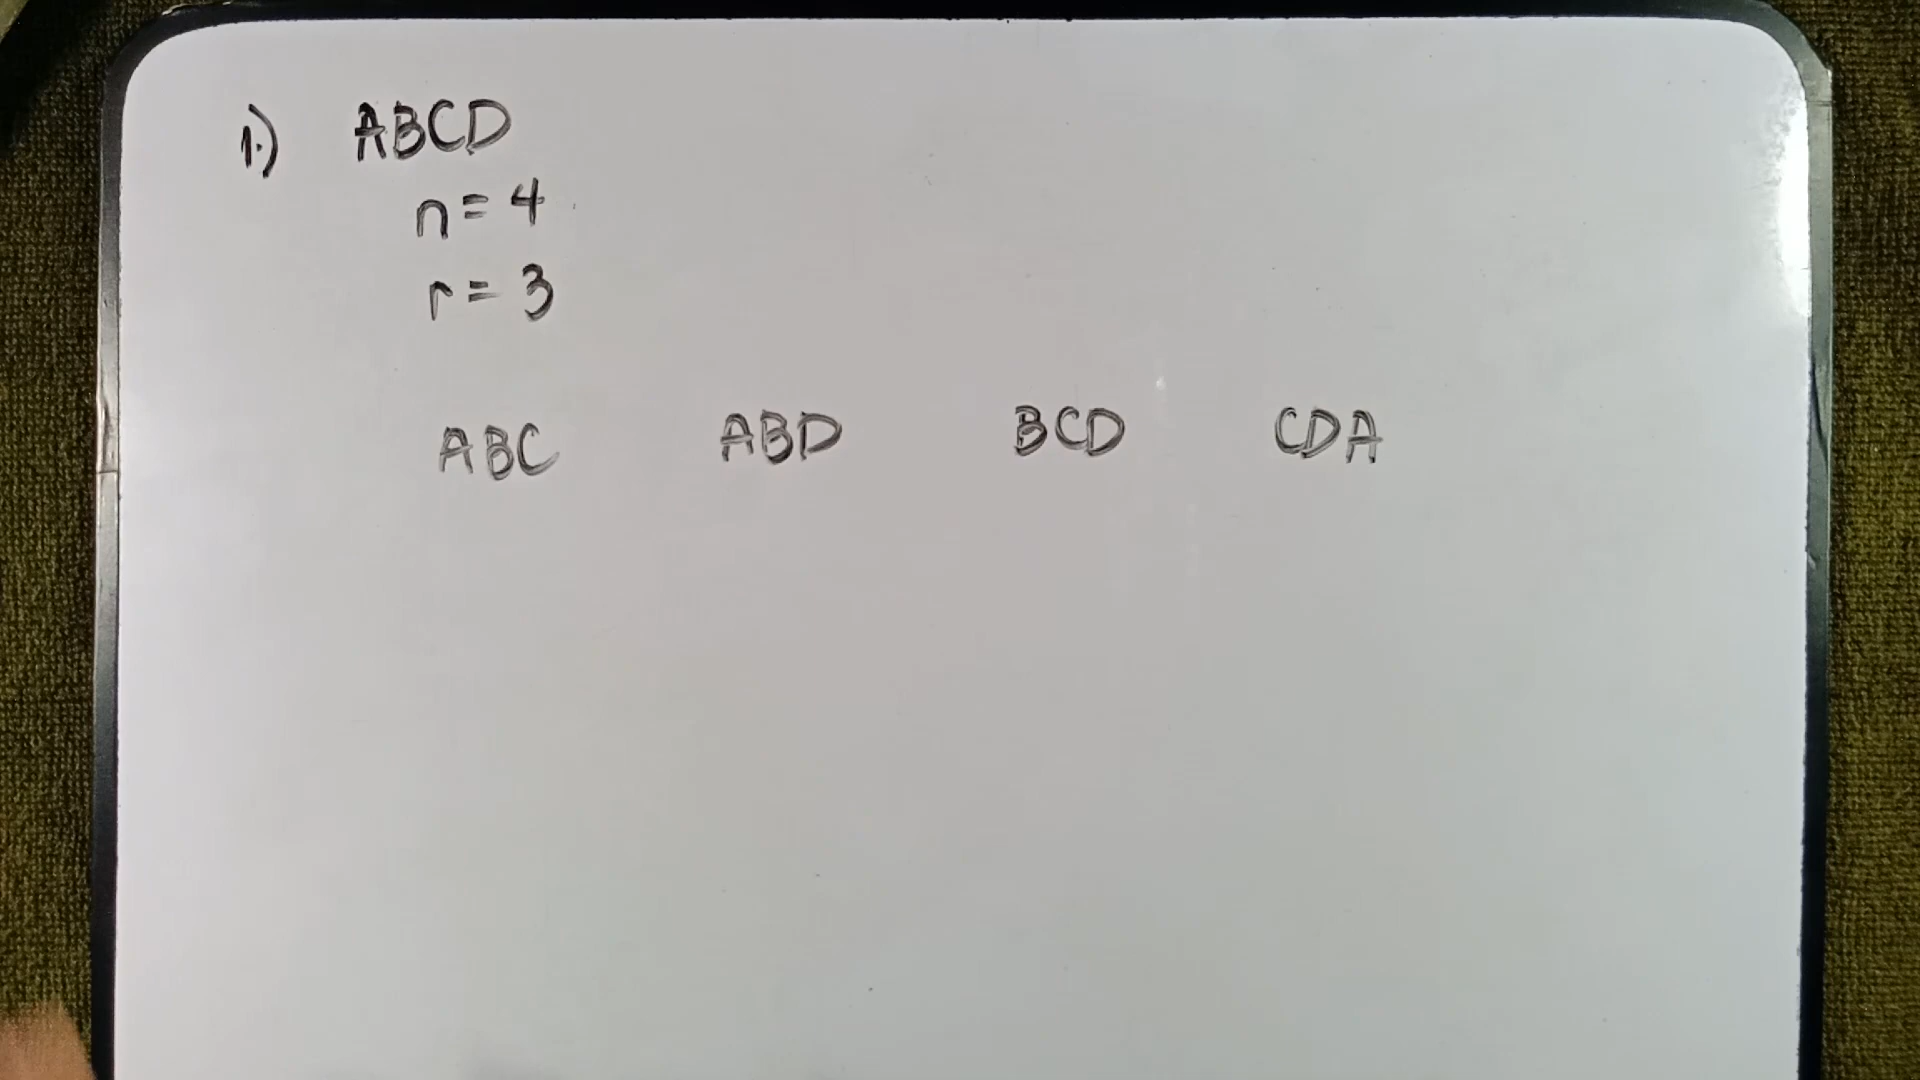 1.) ABCD
n = 4
r = 3
ABC ABD BCD CDA